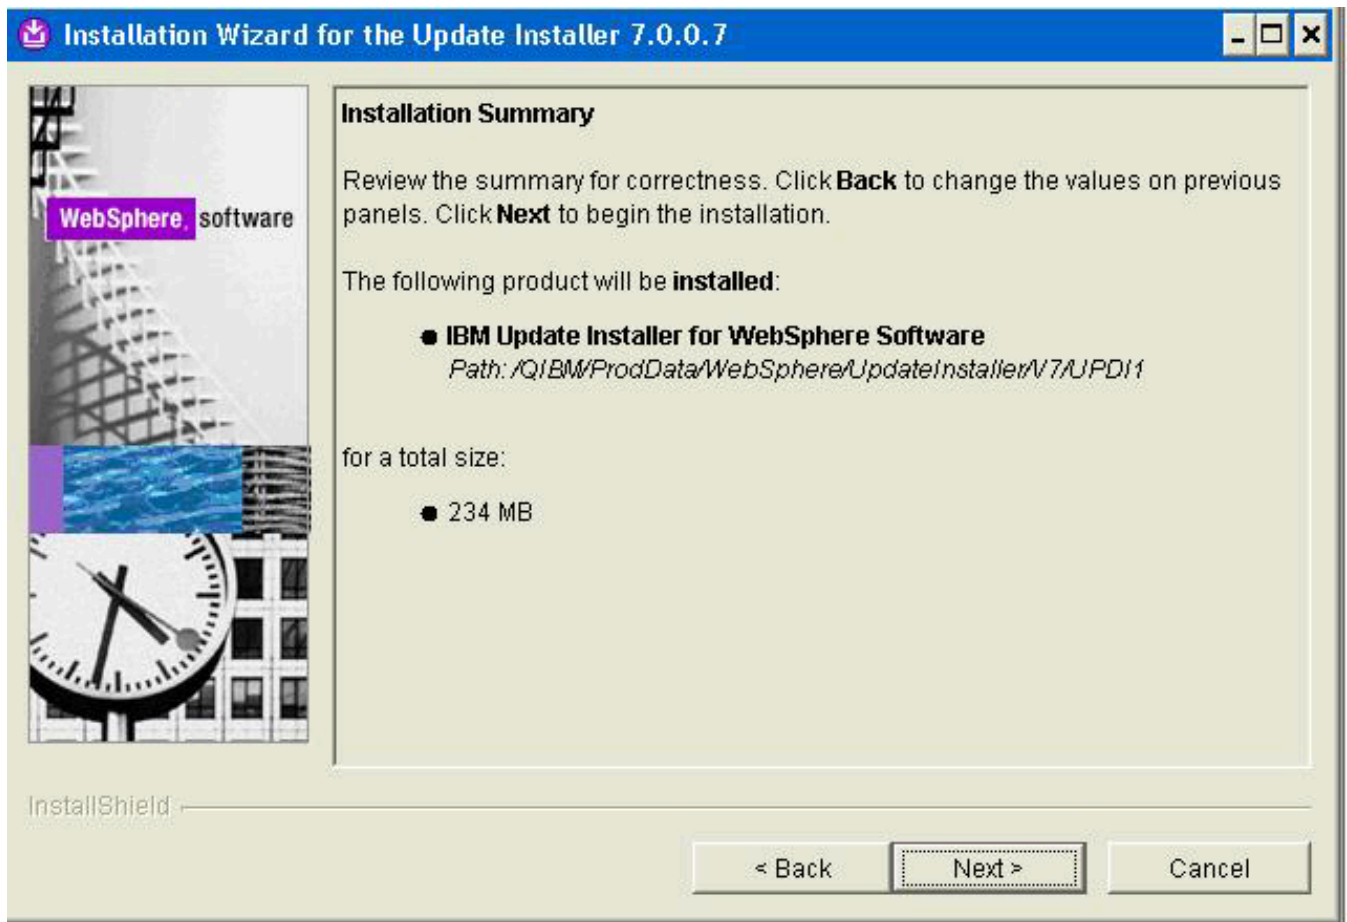 Installation Wizard for the Update Installer 7.0.0.7
WebSphere. software
Installation Summary
Review the summary for correctness. Click Back to change the values on previous
panels. Click Next to begin the installation.
The following product will be installed:
● IBM Update Installer for WebSphere Software
Path: /QIBM/ProdData/WebSphere/UpdateInstaller/V7/UPDI1
for a total size:
● 234 MB
InstallShield
< Back
Next >
Cancel